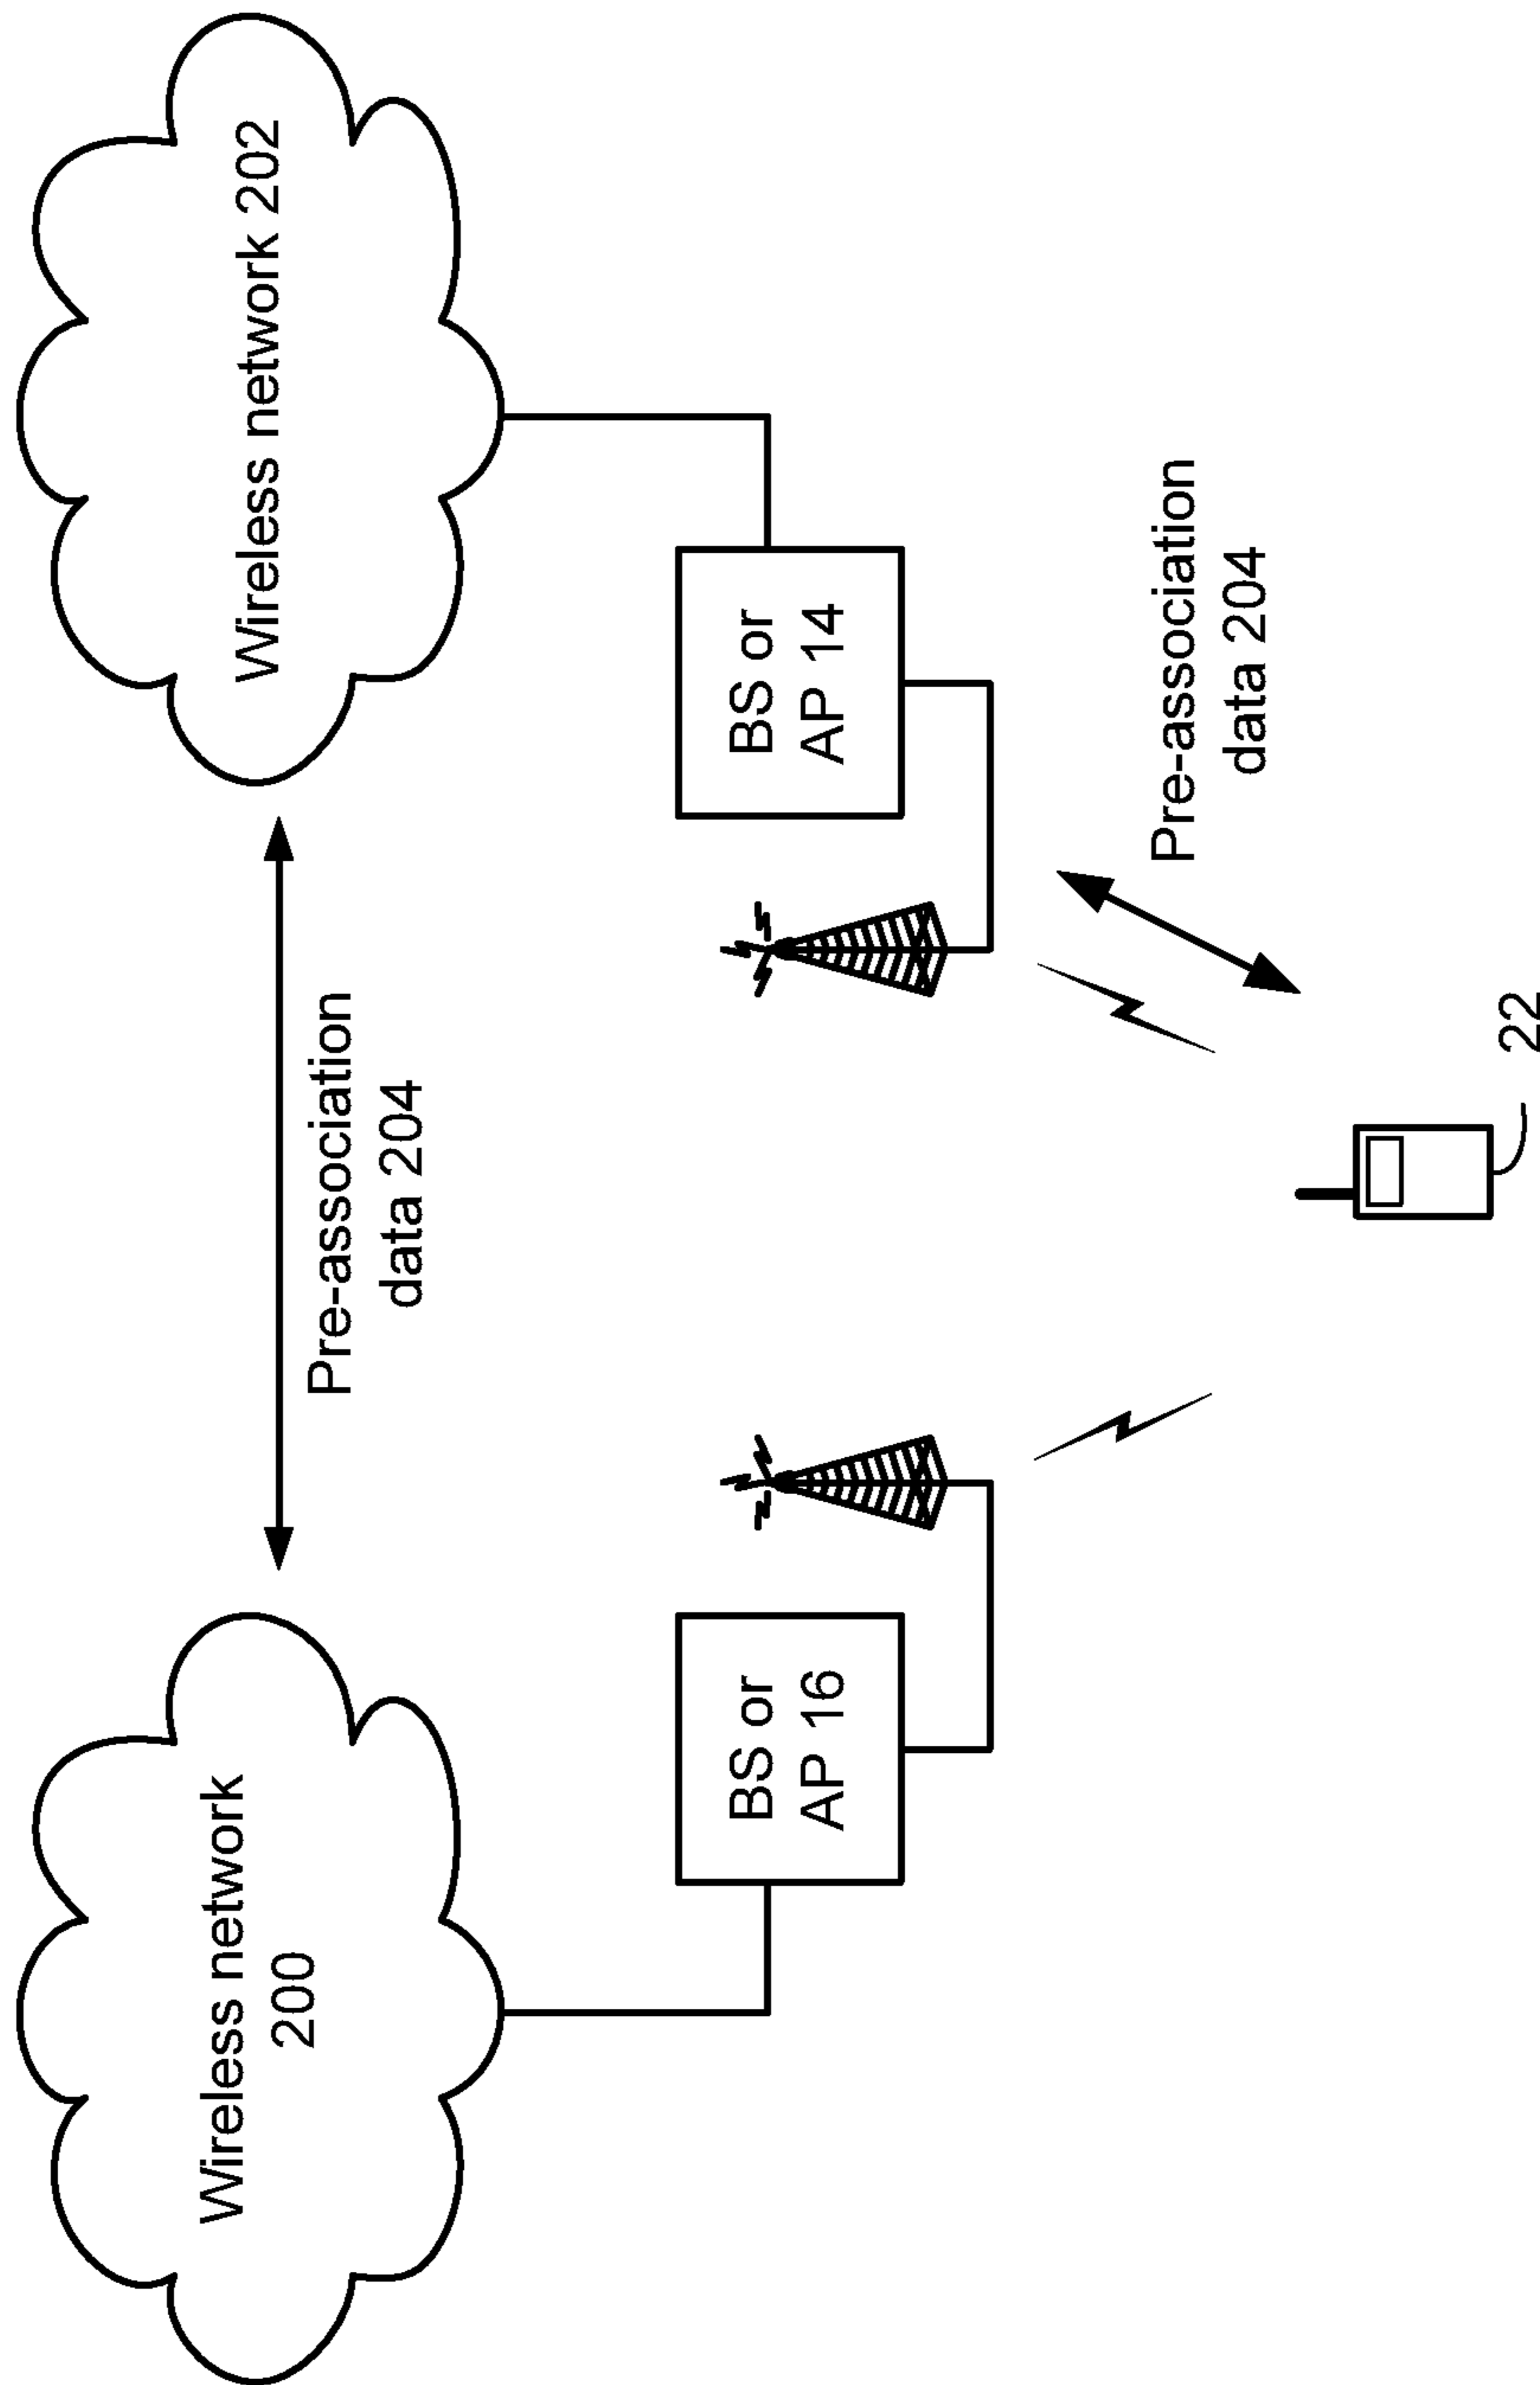 Wireless network
200
Pre-association
data 204
Wireless network 202
BS or
AP 16
BS or
AP 14
Pre-association
data 204
22